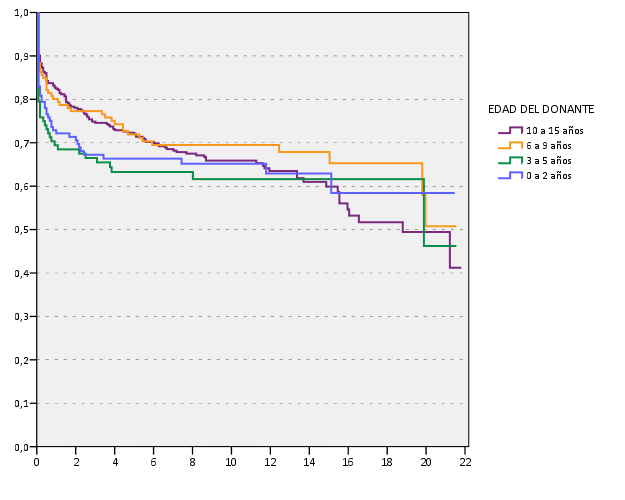 1,0
0,9
0,8
0,7
0,6
0,5
0,4
0,3
0,2
0,1
0,0
0 2 4 6 8 10 12 14 16 18 20 22
EDAD DEL DONANTE
10 a 15 años
6 a 9 años
3 a 5 años
0 a 2 años